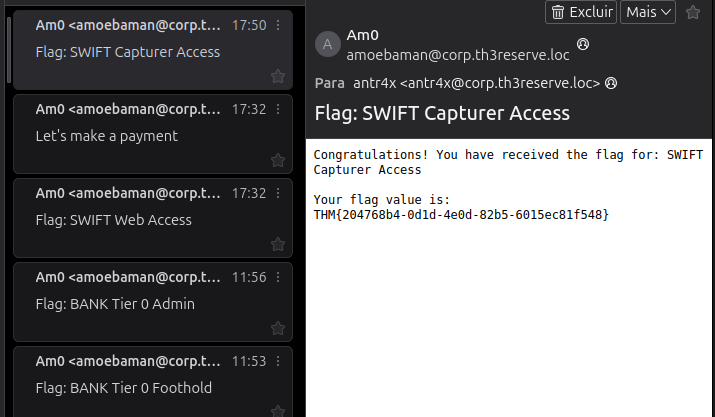 Am0 <amoebaman@corp.t... 17:50
Flag: SWIFT Capturer Access
Am0 <amoebaman@corp.t... 17:32
Let's make a payment
Am0 <amoebaman@corp.t... 17:32
Flag: SWIFT Web Access
Am0 <amoebaman@corp.t... 11:56
Flag: BANK Tier 0 Admin
Am0 <amoebaman@corp.t... 11:53
Flag: BANK Tier 0 Foothold
Excluir Mais
A Am0
amoebaman@corp.th3reserve.loc
Para antr4x <antr4x@corp.th3reserve.loc>
Flag: SWIFT Capturer Access
Congratulations! You have received the flag for: SWIFT
Capturer Access
Your flag value is:
THM{204768b4-0d1d-4e0d-82b5-6015ec81f548}